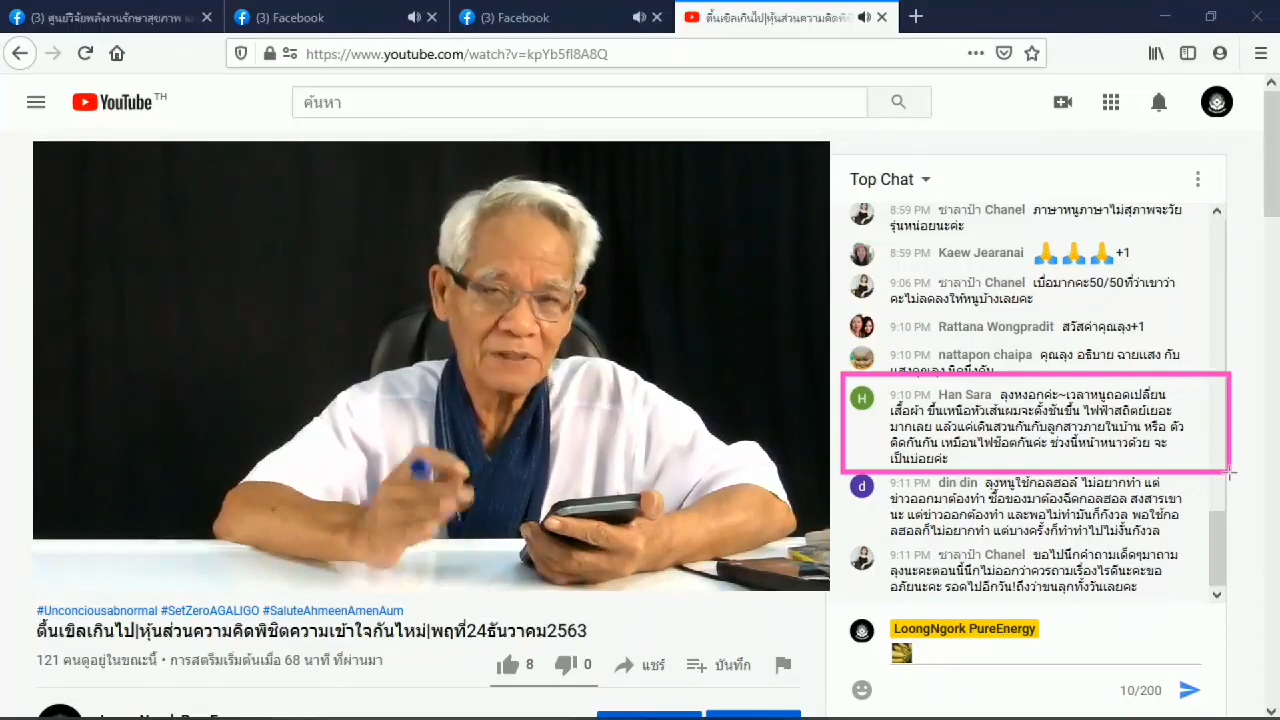 (3) ศูนย์วิจัยพลังงานรักษาสุขภาพ แ
(3) Facebook
(3) Facebook
ตื้นเขิลเกินไป|หุ้นส่วนความคิดพิชิต
https://www.youtube.com/watch?v=kpYb5fI8A8Q
YouTube TH
ค้นหา
Top Chat
8:59 PM ซาลาป๊า Chanel ภาษาหนูภาษาไม่สุภาพจะวัย
รุ่นหน่อยนะค่ะ
8:59 PM Kaew Jearanai 🙏🙏🙏+1
9:06 PM ซาลาป๊า Chanel เบื่อมากคะ50/50ที่ว่าเขาว่า
คะไม่ลดลงให้หนูบ้างเลยคะ
9:10 PM Rattana Wongpradit สวัสค่าคุณลุง+1
9:10 PM nattapon chaipa คุณลุง อธิบาย ฉายแสง กับ
แสงคุณลุง นิดนึงคับ
H
9:10 PM Han Sara ลุงหงอกค่ะ~เวลาหนูถอดเปลี่ยน
เสื้อผ้า ขึ้นเหนือหัวเส้นผมจะตั้งชันขึ้น ไฟฟ้าสถิตย์เยอะ
มากเลย แล้วแค่เดินสวนกันกับลูกสาวภายในบ้าน หรือ ตัว
ติดกันกัน เหมือนไฟช๊อตกันค่ะ ช่วงนี้หน้าหนาวด้วย จะ
เป็นบ่อยค่ะ
d
9:11 PM din din ลุงหนูใช้กอลฮอล์ ไม่อยากทำ แต่
ข่าวออกมาต้องทำ ซื้อของมาต้องฉีดกอลฮอล สงสารเขา
นะ แต่ข่าวออกต้องทำ และพอไม่ทำมันก็กังวล พอใช้กอ
ลฮอลก็ไม่อยากทำ แต่บางครั้งก็ทำทำไปไม่งั้นกังวล
9:11 PM ซาลาป๊า Chanel ขอไปนึกคำถามเด็ดๆมาถาม
ลุงนะคะตอนนี้นึกไม่ออกว่าควรถามเรื่องไรดีนะคะขอ
อภัยนะคะ รอดไปอีกวัน!ถึงว่าขนลุกทั้งวันเลยคะ
#Unconciousabnormal #SetZeroAGALIGO #SaluteAhmeenAmenAum
ตื้นเขิลเกินไป|หุ้นส่วนความคิดพิชิตความเข้าใจกันไหม่|พฤที่24ธันวาคม2563
121 คนดูอยู่ในขณะนี้ • การสตรีมเริ่มต้นเมื่อ 68 นาที ที่ผ่านมา
8
0
แชร์
บันทึก
LoongNgork PureEnergy
10/200